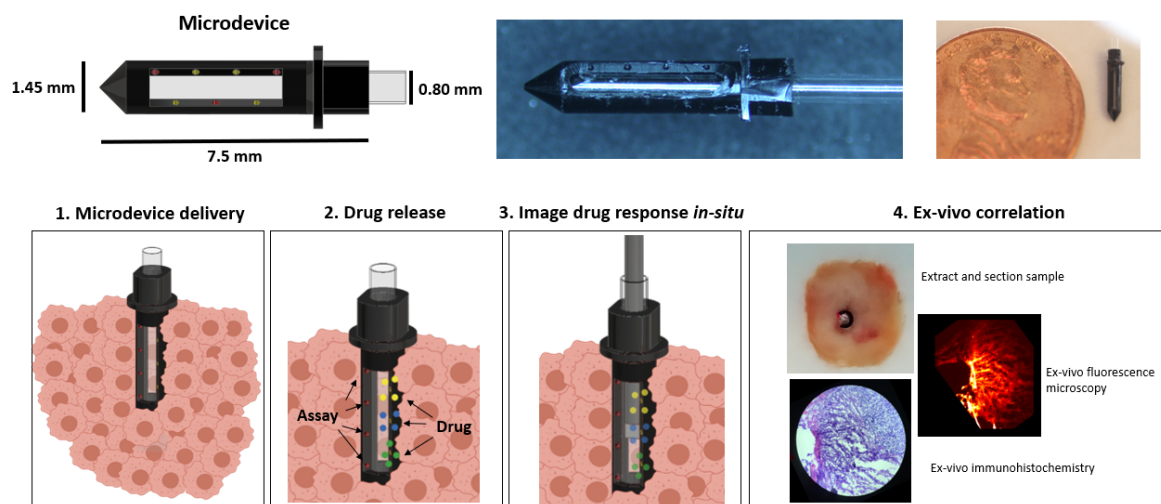 Microdevice
1.45 mm
0.80 mm
7.5 mm
1. Microdevice delivery
2. Drug release
3. Image drug response in-situ
4. Ex-vivo correlation
Assay
Drug
Extract and section sample
Ex-vivo fluorescence
microscopy
Ex-vivo immunohistochemistry